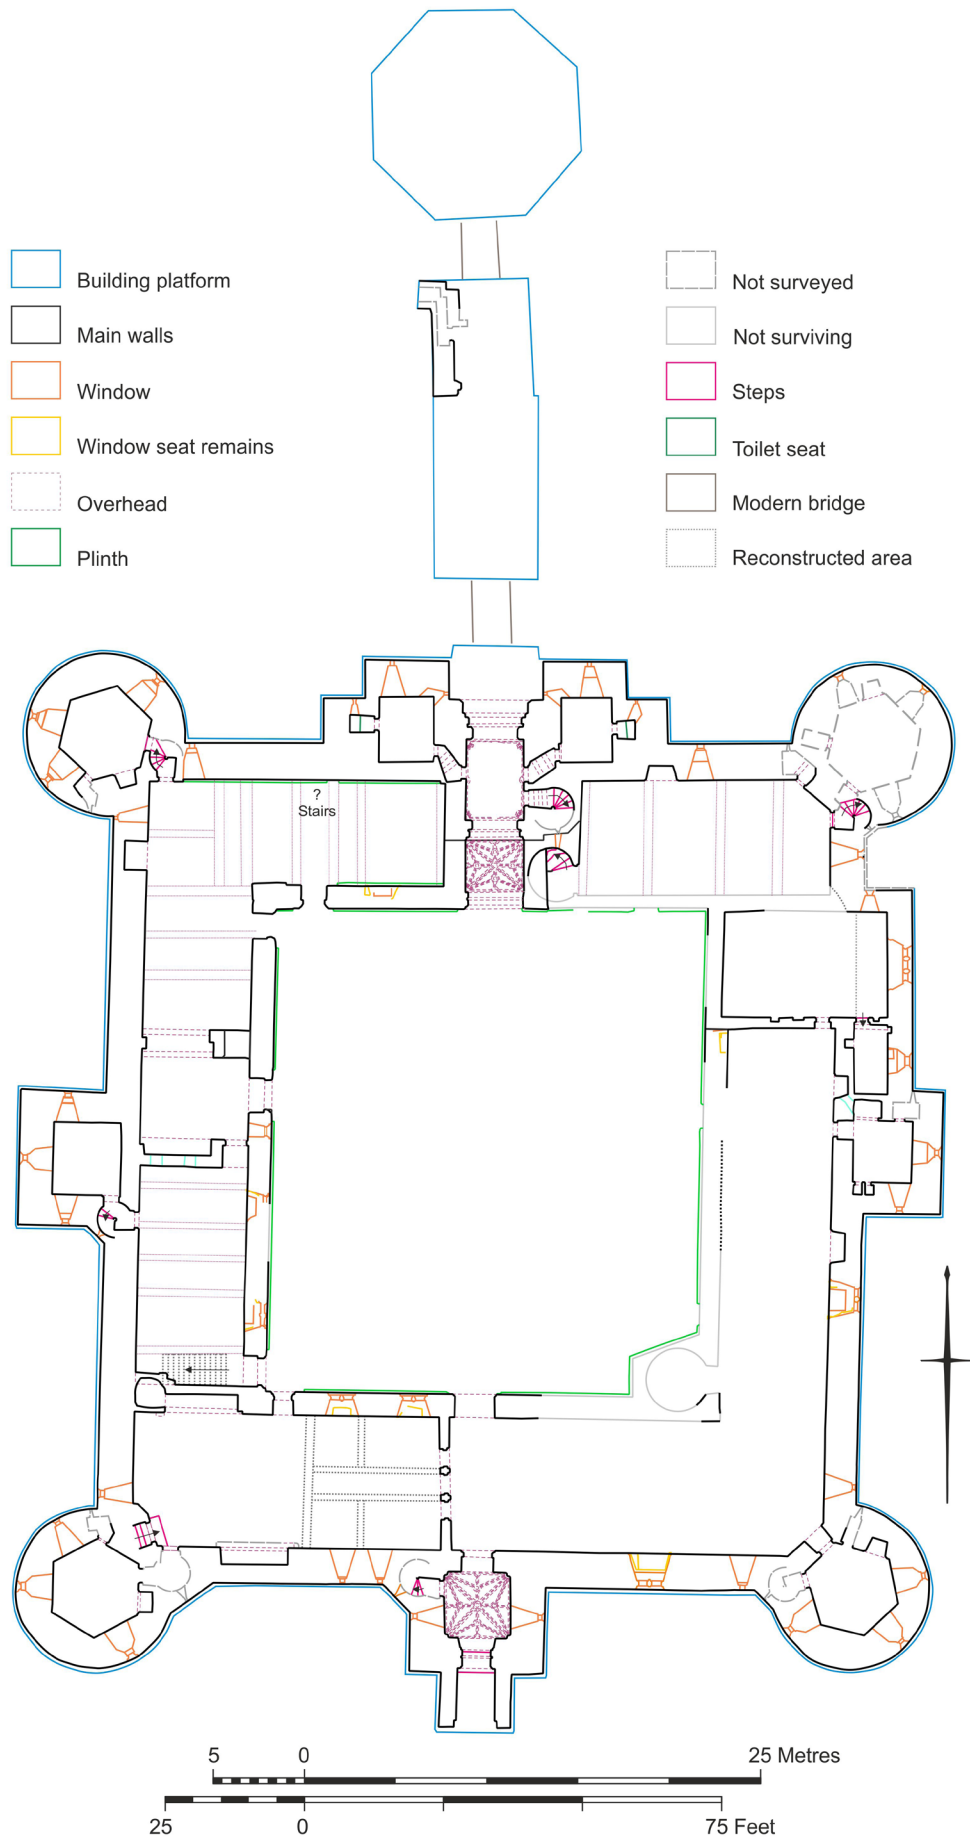 Building platform
Main walls
Window
Window seat remains
Overhead
Plinth
Not surveyed
Not surviving
Steps
Toilet seat
Modern bridge
Reconstructed area
?
Stairs
5 0 25 Metres
25 0 75 Feet